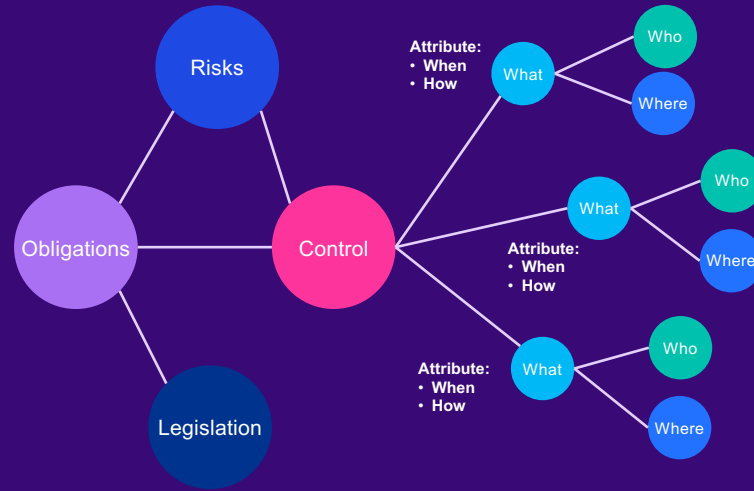 Risks
Obligations
Control
Legislation
Attribute:
• When
• How
What
Who
Where
Attribute:
• When
• How
What
Who
Where
Attribute:
• When
• How
What
Who
Where